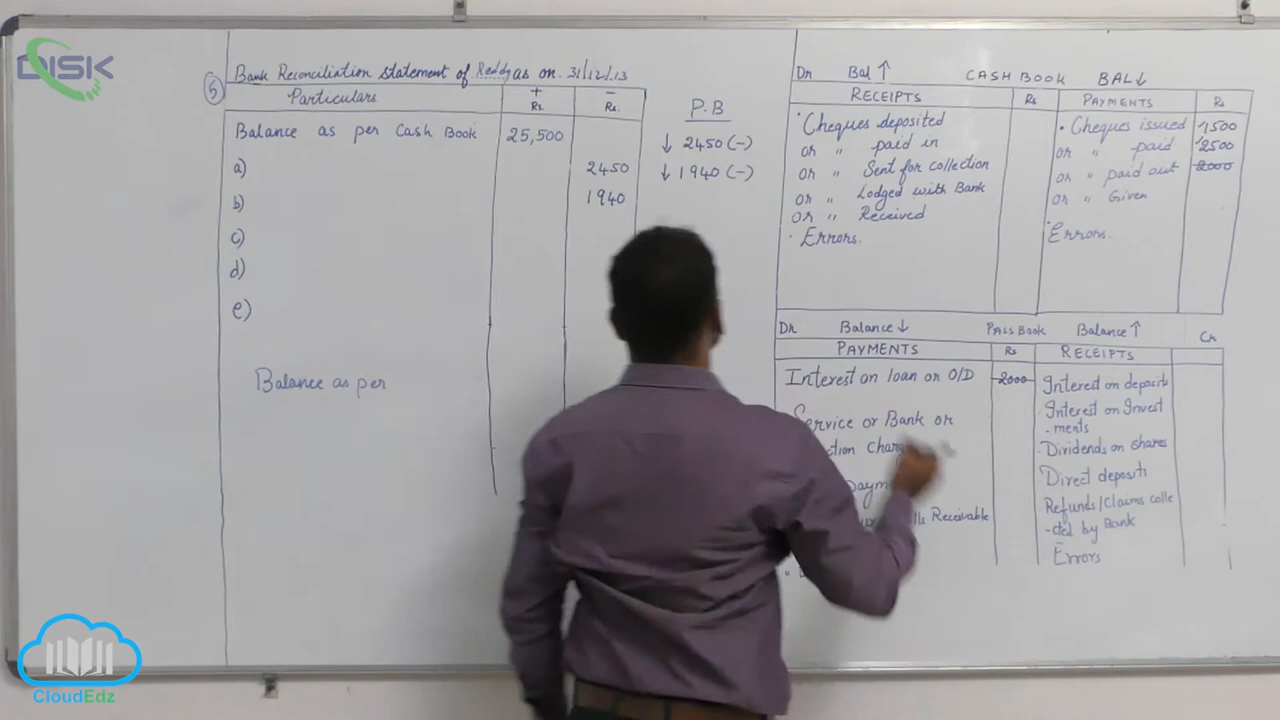 DISK
5
Bank Reconciliation statement of Reddy as on 31/12/13
Particulars
+
Rs.
-
Rs.
Balance as per Cash Book 25,500
a) 2450
b) 1940
c)
d)
e)
Balance as per
P.B
↓ 2450(-)
↓ 1940(-)
Dr Bal ↑ CASH BOOK BAL↓
RECEIPTS Rs PAYMENTS Rs
· Cheques deposited
or " paid in
or " Sent for collection
or " Lodged with Bank
or " Received
· Errors.
· Cheques issued 1500
or " paid 2500
or " paid out 2000
or " Given
· Errors.
Dr Balance↓ PASS BOOK Balance↑ Cr
PAYMENTS Rs RECEIPTS
Interest on loan or O/D 2000
Service or Bank or
ction
Receivable
Interest on deposits
Interest on Invest
-ments
· Dividends on shares
· Direct deposits
Refunds/Claims colle
-cted by Bank
Errors
CloudEdz